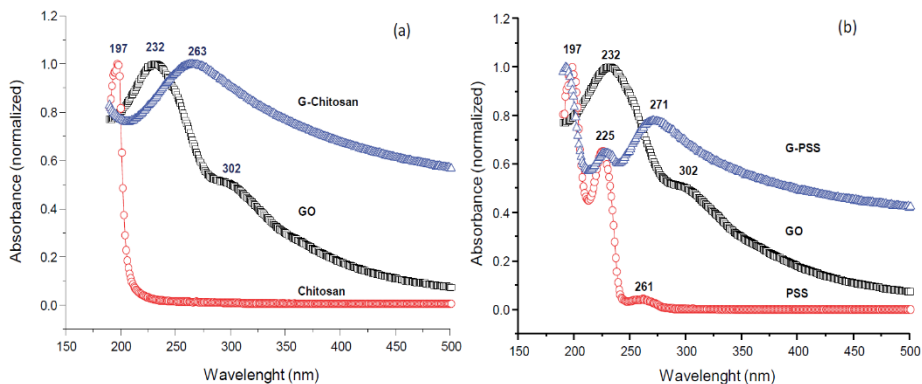 (a)
197
232
263
G-Chitosan
302
GO
Chitosan
Absorbance (normalized)
1.0
0.8
0.6
0.4
0.2
0.0
150 200 250 300 350 400 450 500
Wavelenght (nm)
(b)
197
232
225
271
G-PSS
302
GO
PSS
261
Absorbance (normalized)
1.2
1.0
0.8
0.6
0.4
0.2
0.0
150 200 250 300 350 400 450 500
Wavelenght (nm)